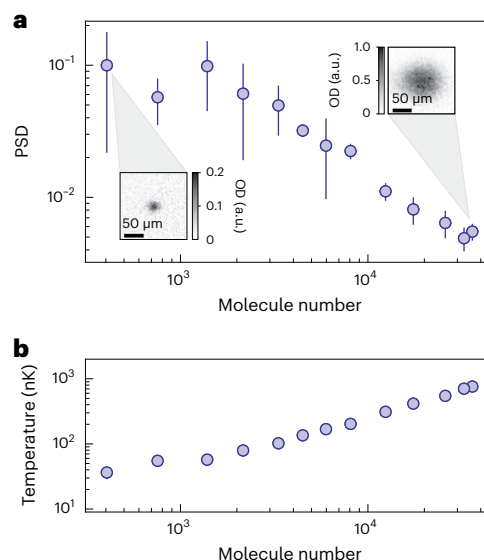 a
PSD
10⁻¹
10⁻²
10³
10⁴
Molecule number
50 µm
0.2
0.1
0
OD (a.u.)
OD (a.u.)
1.0
0.5
0
50 µm
b
Temperature (nK)
10³
10²
10¹
10³
10⁴
Molecule number